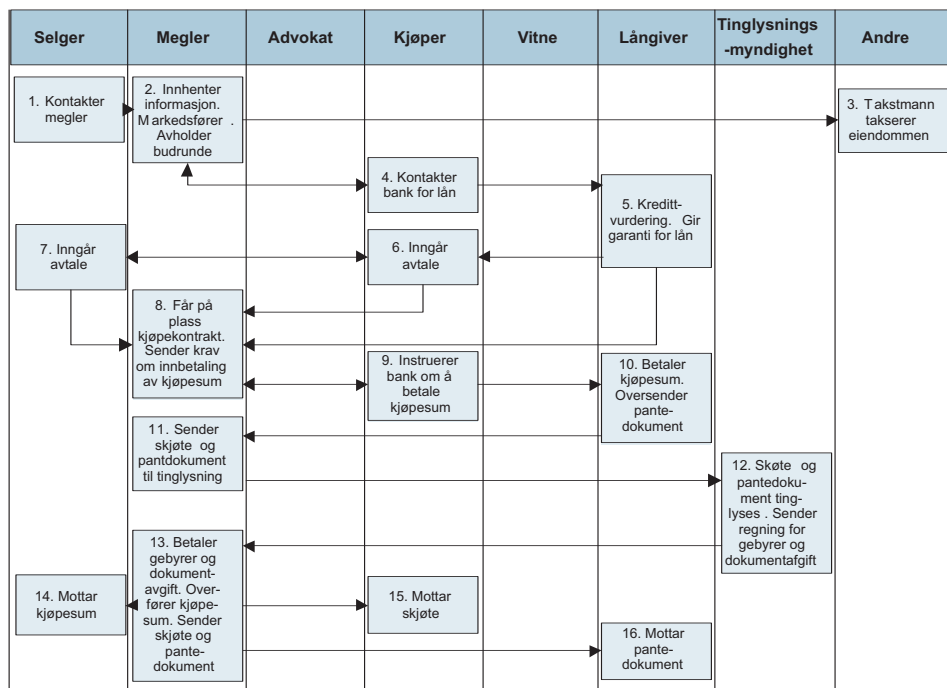 Selger
Megler
Advokat
Kjøper
Vitne
Långiver
Tinglysnings
-myndighet
Andre
1. Kontakter
megler
2. Innhenter
informasjon.
Markedsfører .
Avholder
budrunde
3. Takstmann
takserer
eiendommen
4. Kontakter
bank for lån
5. Kreditt-
vurdering. Gir
garanti for lån
7. Inngår
avtale
6. Inngår
avtale
8. Får på
plass
kjøpekontrakt.
Sender krav
om innbetaling
av kjøpesum
9. Instruerer
bank om å
betale
kjøpesum
10. Betaler
kjøpesum.
Oversender
pante-
dokument
11. Sender
skjøte og
pantdokument
til tinglysning
12. Skøte og
pantedoku-
ment ting-
lyses . Sender
regning for
gebyrer og
dokumentafgift
13. Betaler
gebyrer og
dokument-
avgift. Over-
fører kjøpe-
sum. Sender
skjøte og
pante-
dokument
14. Mottar
kjøpesum
15. Mottar
skjøte
16. Mottar
pante-
dokument